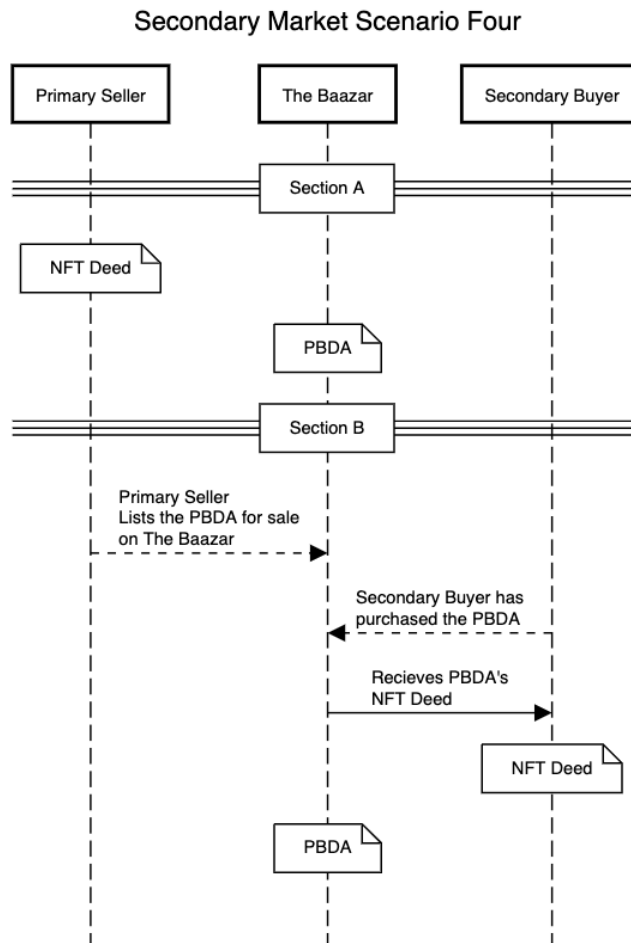 Secondary Market Scenario Four
Primary Seller
The Baazar
Secondary Buyer
Section A
NFT Deed
PBDA
Section B
Primary Seller
Lists the PBDA for sale
on The Baazar
Secondary Buyer has
purchased the PBDA
Recieves PBDA's
NFT Deed
NFT Deed
PBDA